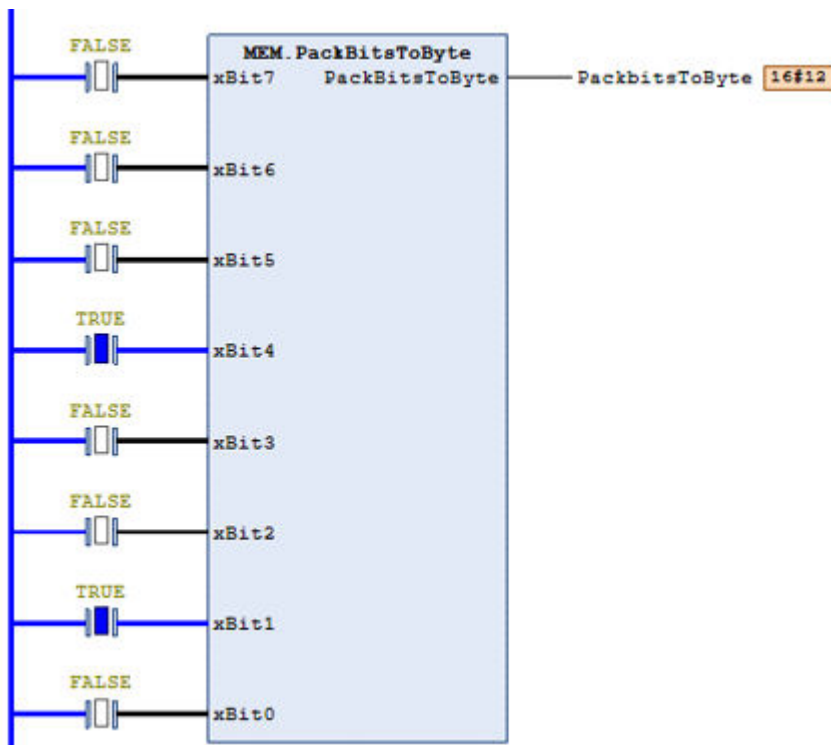 FALSE
MEM.PackBitsToByte
xBit7 PackBitsToByte PackbitsToByte 16#12
FALSE
xBit6
FALSE
xBit5
TRUE
xBit4
FALSE
xBit3
FALSE
xBit2
TRUE
xBit1
FALSE
xBit0